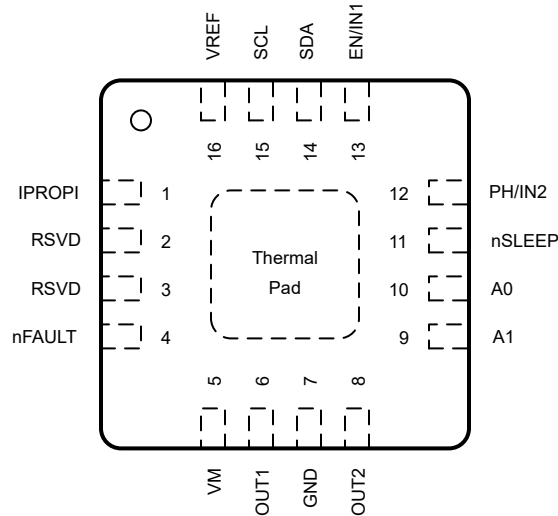 VREF
SCL
SDA
EN/IN1
16
15
14
13
IPROPI
1
12
PH/IN2
RSVD
2
11
nSLEEP
RSVD
3
10
A0
nFAULT
4
9
A1
Thermal
Pad
5
6
7
8
VM
OUT1
GND
OUT2